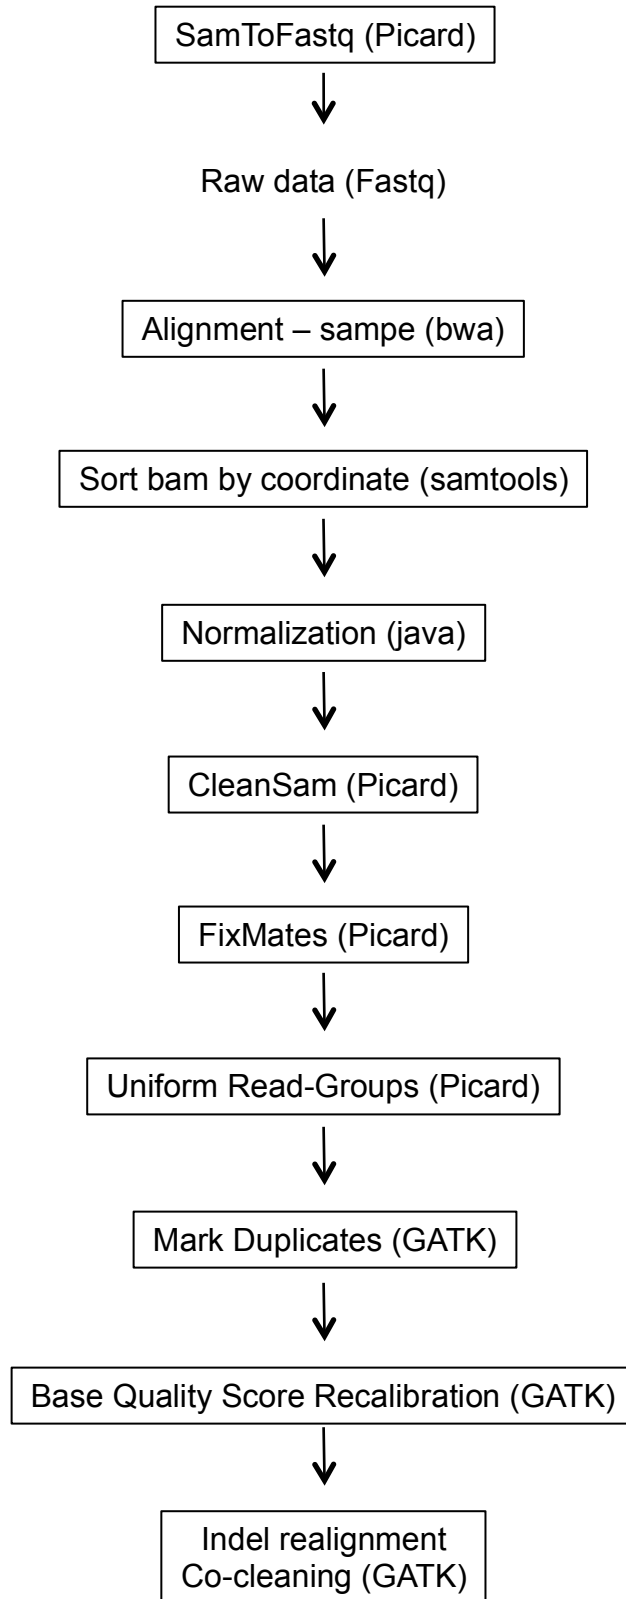 SamToFastq (Picard)
Raw data (Fastq)
Alignment – sampe (bwa)
Sort bam by coordinate (samtools)
Normalization (java)
CleanSam (Picard)
FixMates (Picard)
Uniform Read-Groups (Picard)
Mark Duplicates (GATK)
Base Quality Score Recalibration (GATK)
Indel realignment
Co-cleaning (GATK)